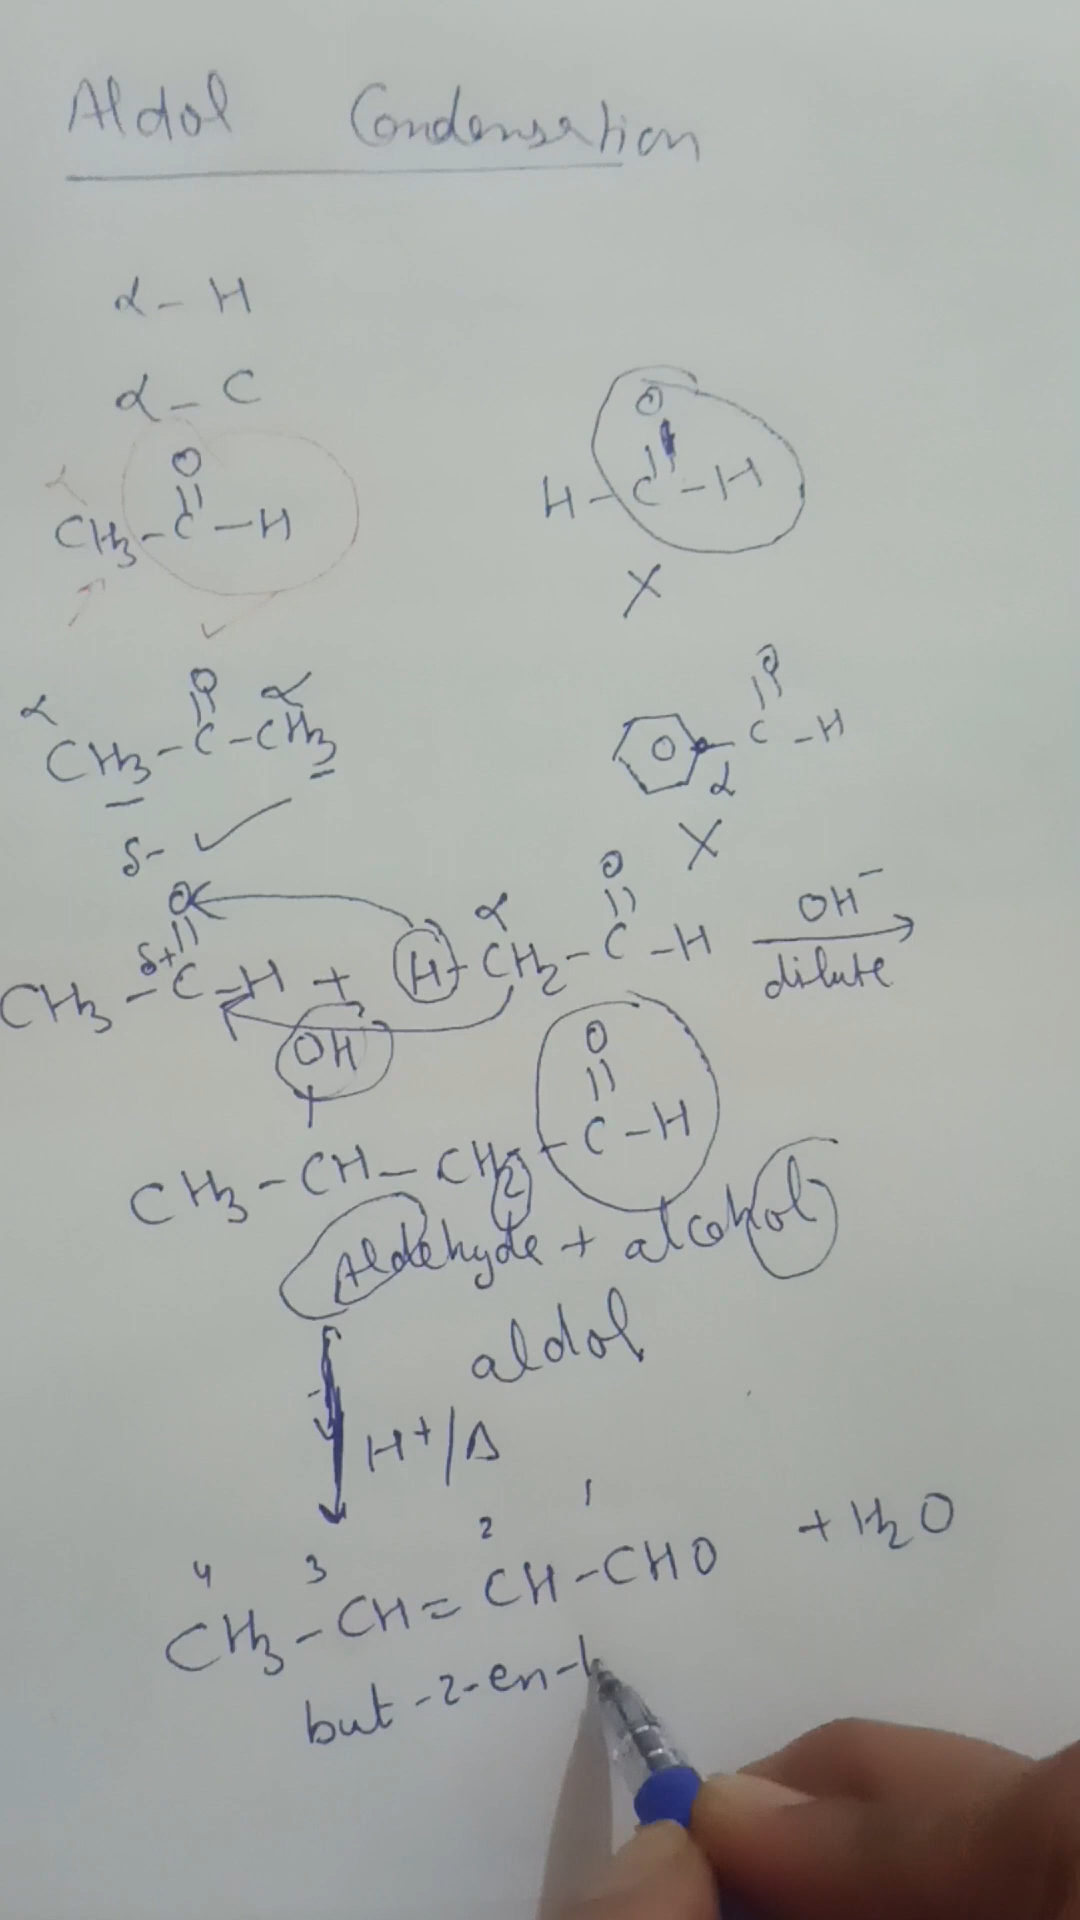 Aldol Condensation
α - H
α - C
O
||
α CH3 - C - H
O
||
H - C - H
X
O
||
α CH3 - C - CH3 α
O
||
C - H
α
X
δ-
O
||
CH3 - C δ+ - H + H - CH2 α - C - H
O
||
OH-
dilute
OH
|
CH3 - CH - CH2 - C - H
O
||
Aldehyde + alcohol
aldol
H+/Δ
4 3 2 1
CH3 - CH = CH - CHO + H2O
but-2-en-1